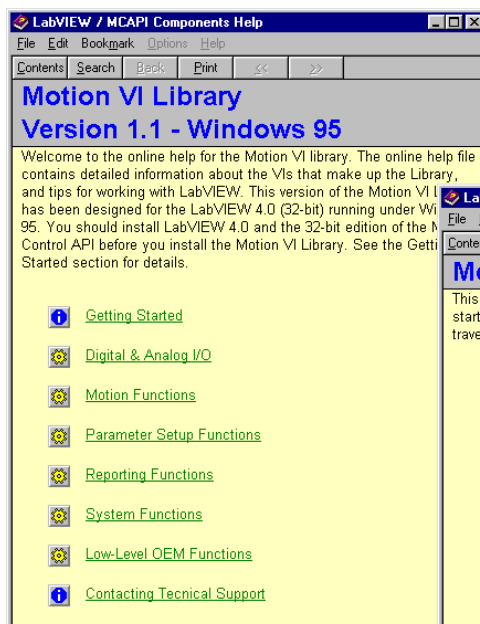 LabVIEW / MCAPI Components Help
File Edit Bookmark Options Help
Contents Search Back Print << >>
Motion VI Library
Version 1.1 - Windows 95
Welcome to the online help for the Motion VI library. The online help file
contains detailed information about the VIs that make up the Library,
and tips for working with LabVIEW. This version of the Motion VI
has been designed for the LabVIEW 4.0 (32-bit) running under
95. You should install LabVIEW 4.0 and the 32-bit edition of the
Control API before you install the Motion VI Library. See the Getti
Started section for details.
Getting Started
Digital & Analog I/O
Motion Functions
Parameter Setup Functions
Reporting Functions
System Functions
Low-Level OEM Functions
Contacting Tecnical Support
La
File
Conte
Mo
This
start
trave